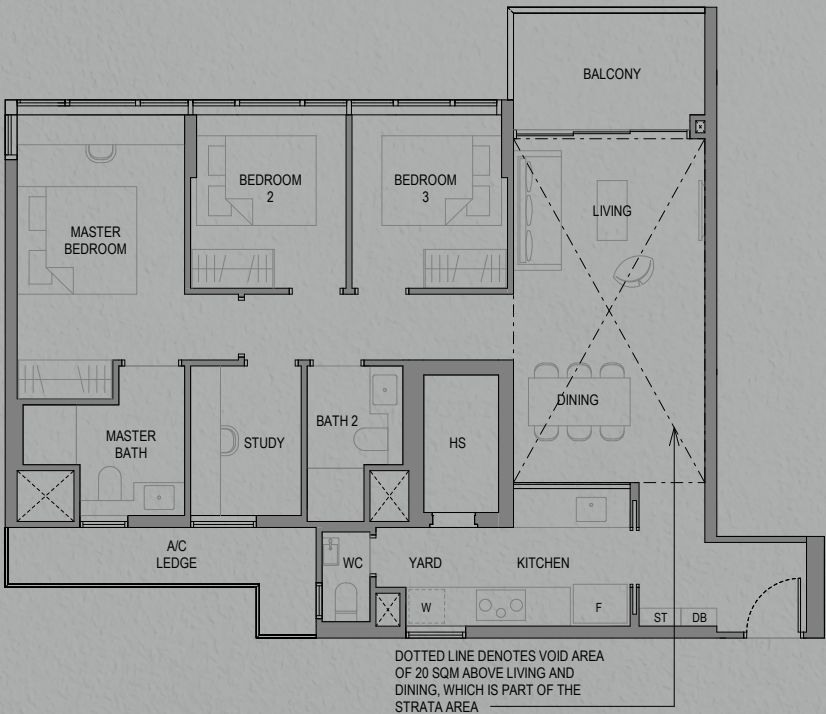 BALCONY
BEDROOM
2
BEDROOM
3
LIVING
MASTER
BEDROOM
DINING
MASTER
BATH
STUDY
BATH 2
HS
A/C
LEDGE
WC
YARD
KITCHEN
W
F
ST
DB
DOTTED LINE DENOTES VOID AREA
OF 20 SQM ABOVE LIVING AND
DINING, WHICH IS PART OF THE
STRATA AREA